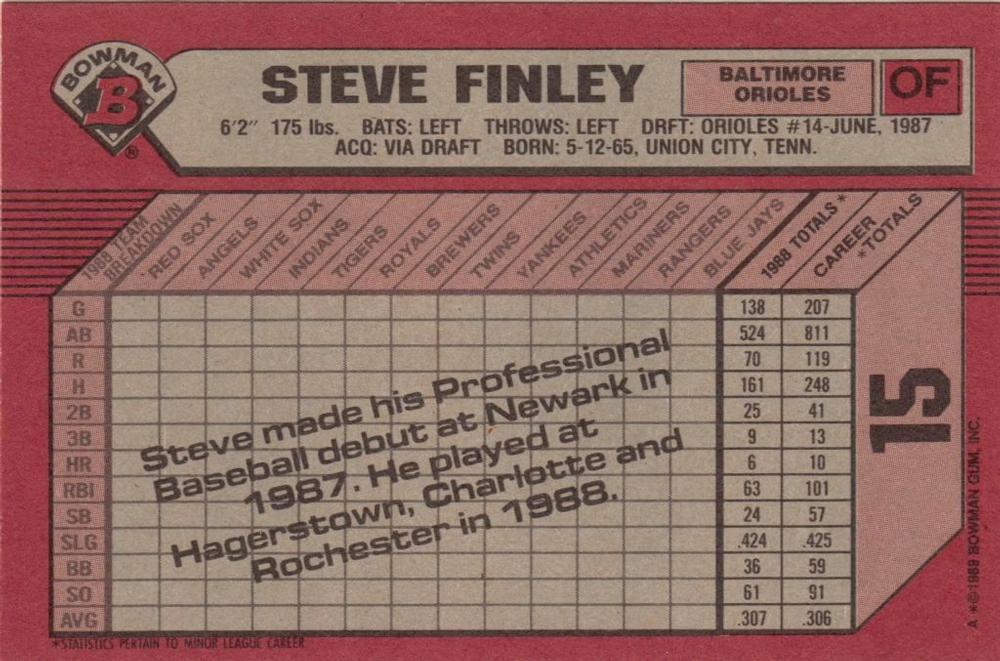 BOWMAN
B
®
STEVE FINLEY
BALTIMORE
ORIOLES
OF
6'2" 175 lbs. BATS: LEFT THROWS: LEFT DRFT: ORIOLES #14-JUNE, 1987
ACQ: VIA DRAFT BORN: 5-12-65, UNION CITY, TENN.
1988 TEAM
BREAKDOWN
RED SOX
ANGELS
WHITE SOX
INDIANS
TIGERS
ROYALS
BREWERS
TWINS
YANKEES
ATHLETICS
MARINERS
RANGERS
BLUE JAYS
1988 TOTALS*
CAREER
*TOTALS
G 138 207
AB 524 811
R 70 119
H 161 248
2B 25 41
3B 9 13
HR 6 10
RBI 63 101
SB 24 57
SLG .424 .425
BB 36 59
SO 61 91
AVG .307 .306
Steve made his Professional
Baseball debut at Newark in
1987. He played at
Hagerstown, Charlotte and
Rochester in 1988.
15
A *©1989 BOWMAN GUM, INC.
*STATISTICS PERTAIN TO MINOR LEAGUE CAREER